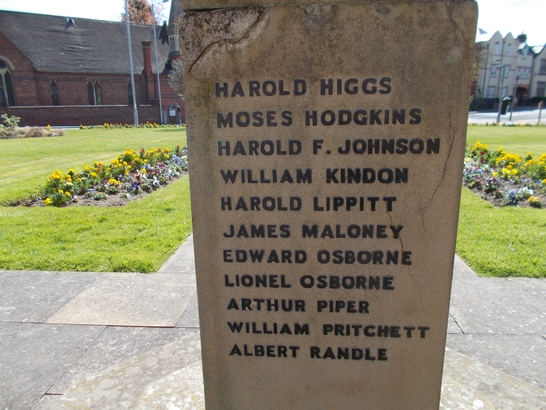 HAROLD HIGGS
MOSES HODGKINS
HAROLD F. JOHNSON
WILLIAM KINDON
HAROLD LIPPITT
JAMES MALONEY
EDWARD OSBORNE
LIONEL OSBORNE
ARTHUR PIPER
WILLIAM PRITCHETT
ALBERT RANDLE